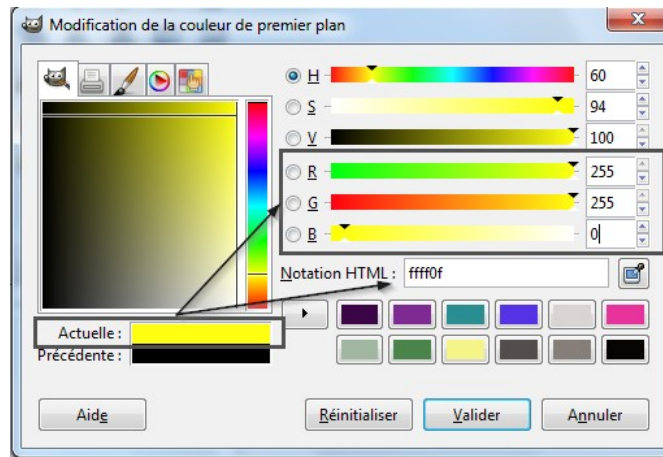 Modification de la couleur de premier plan
H 60
S 94
V 100
R 255
G 255
B 0
Notation HTML : ffff0f
Actuelle :
Précédente :
Aide Réinitialiser Valider Annuler